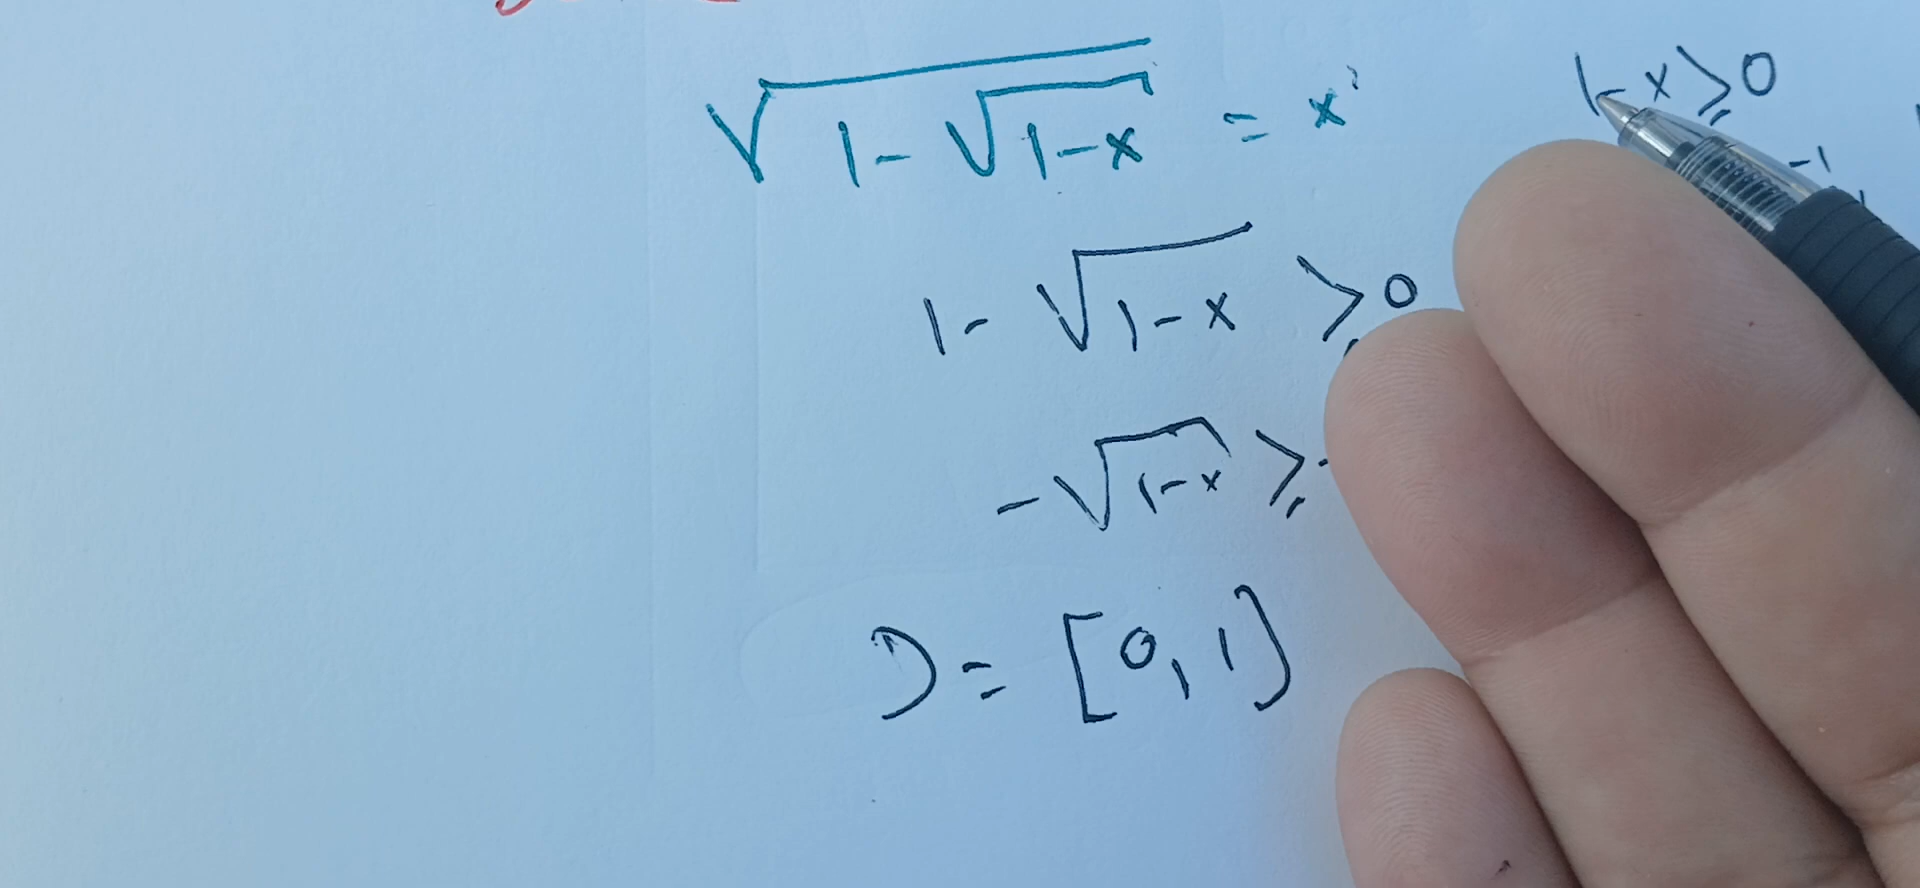 √(1-√(1-x)) = x
1-x ≥ 0
1-√(1-x) ≥ 0
-√(1-x) ≥
D = [0, 1]